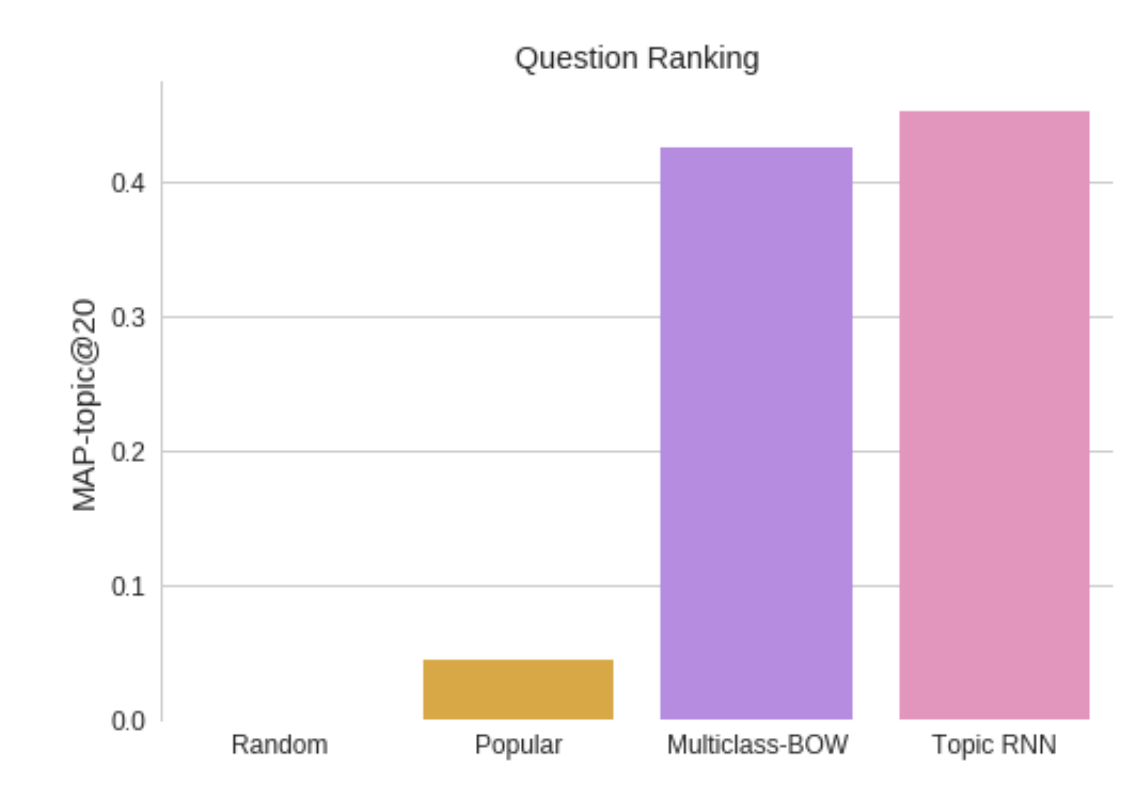 Question Ranking
MAP-topic@20
0.4
0.3
0.2
0.1
0.0
Random
Popular
Multiclass-BOW
Topic RNN